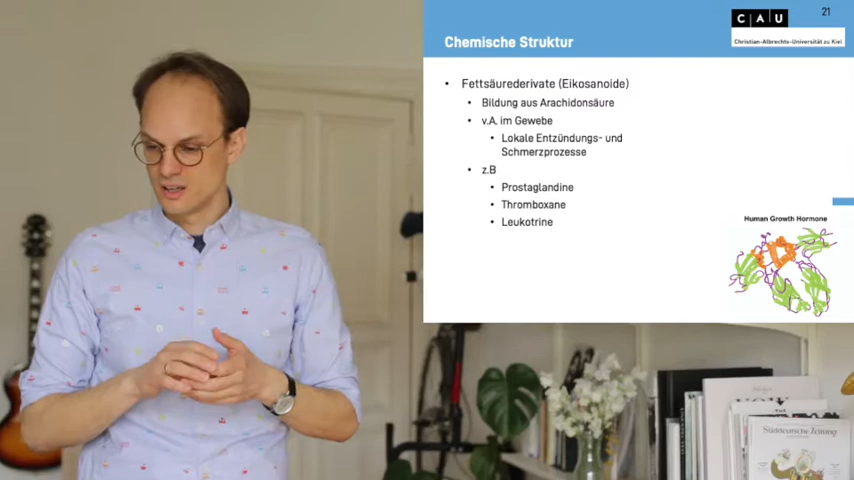 21
C A U
Christian-Albrechts-Universität zu Kiel
Chemische Struktur
Fettsäurederivate (Eikosanoide)
Bildung aus Arachidonsäure
v.A. im Gewebe
Lokale Entzündungs- und
Schmerzprozesse
z.B
Prostaglandine
Thromboxane
Leukotrine
Human Growth Hormone
Süddeutsche Zeitung